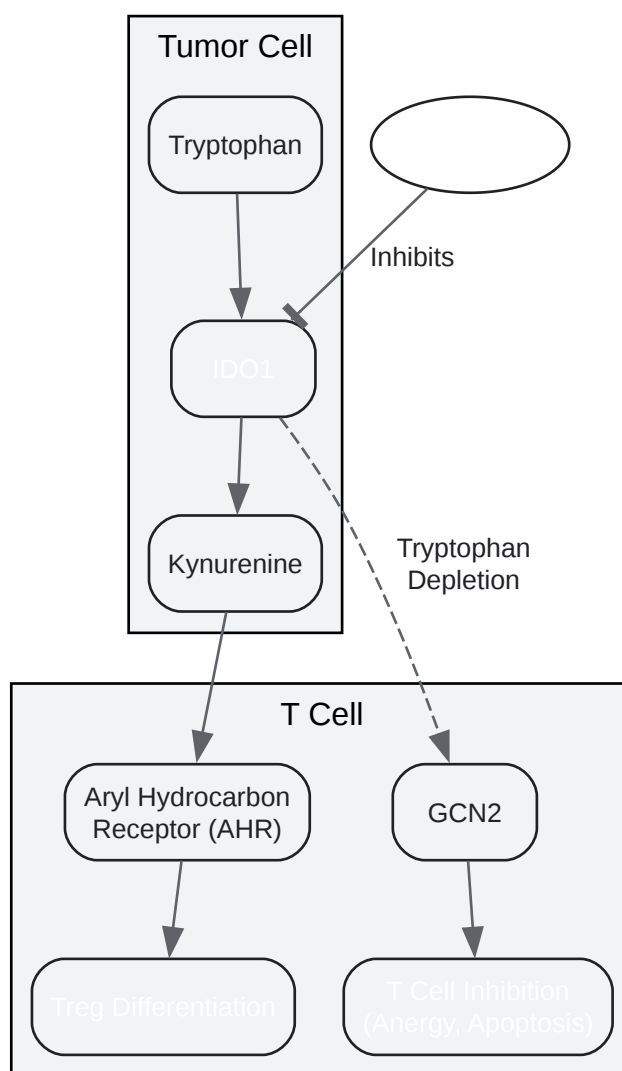 Tumor Cell
Tryptophan
Inhibits
IDO1
Kynurenine
Tryptophan
Depletion
T Cell
Aryl Hydrocarbon
Receptor (AHR)
GCN2
Treg Differentiation
T Cell Inhibition
(Anergy, Apoptosis)